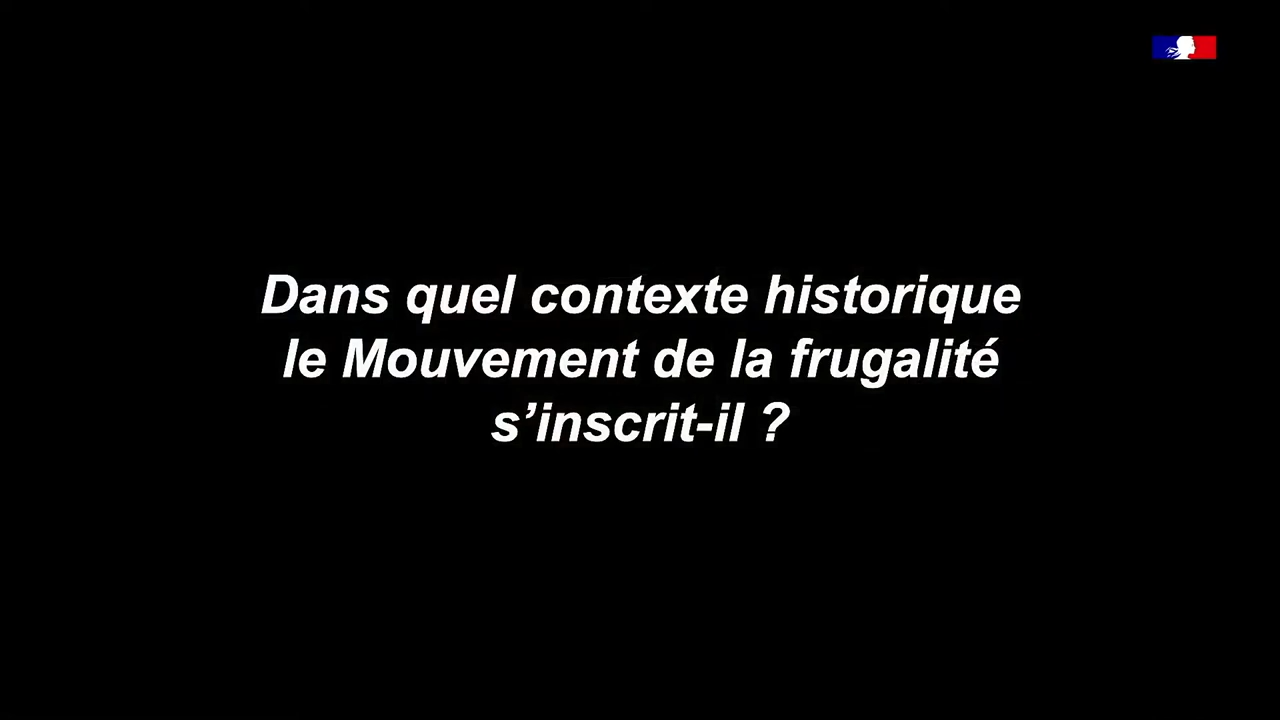 Dans quel contexte historique
le Mouvement de la frugalité
s’inscrit-il ?